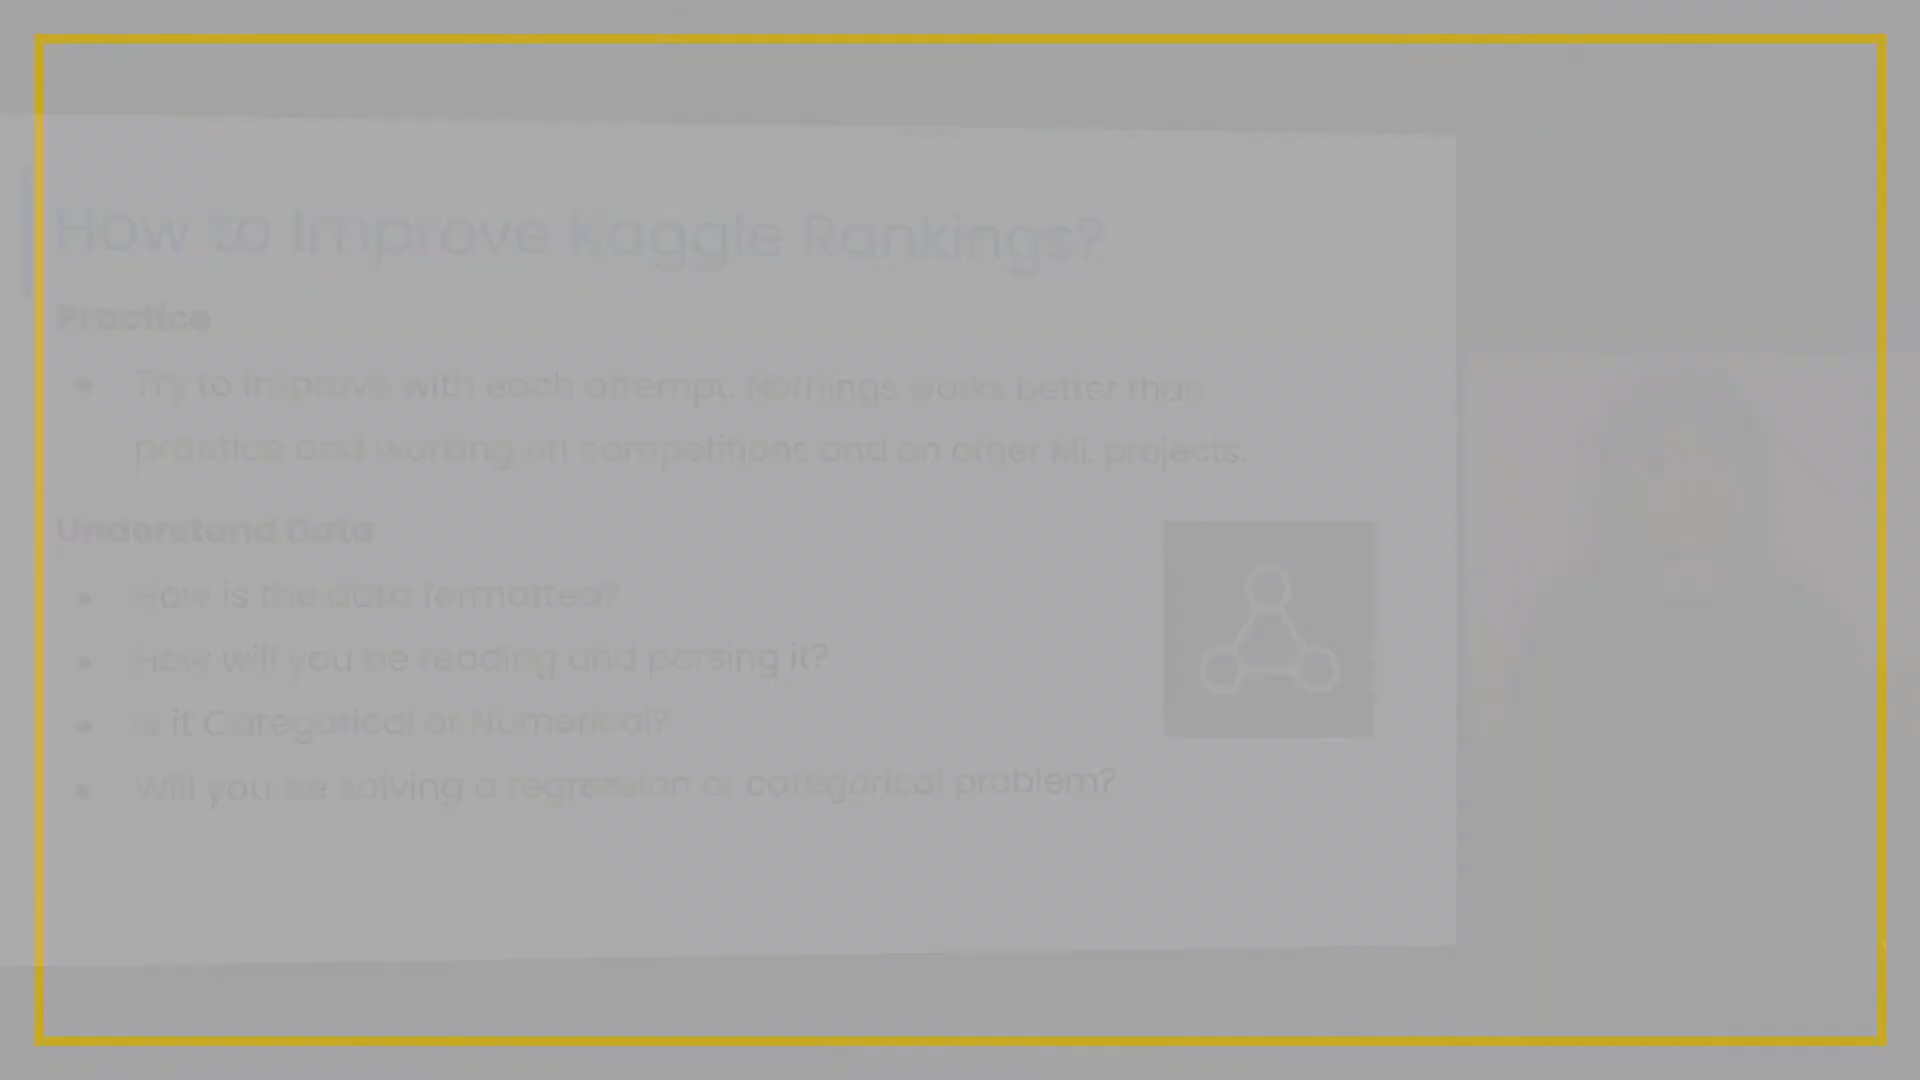 How to Improve Kaggle Rankings?
Practice
Try to improve with each attempt. Nothings works better than
practice and working on competitions and on other ML projects.
Understand Data
How is the data formatted?
How will you be reading and parsing it?
Is it Categorical or Numerical?
Will you be solving a regression or categorical problem?